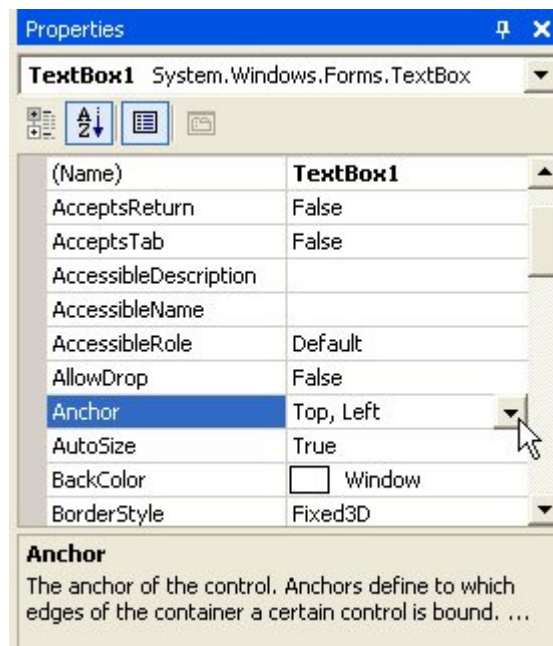 Properties
TextBox1 System.Windows.Forms.TextBox
A
Z
(Name) TextBox1
AcceptsReturn False
AcceptsTab False
AccessibleDescription
AccessibleName
AccessibleRole Default
AllowDrop False
Anchor Top, Left
AutoSize True
BackColor Window
BorderStyle Fixed3D
Anchor
The anchor of the control. Anchors define to which
edges of the container a certain control is bound. ...